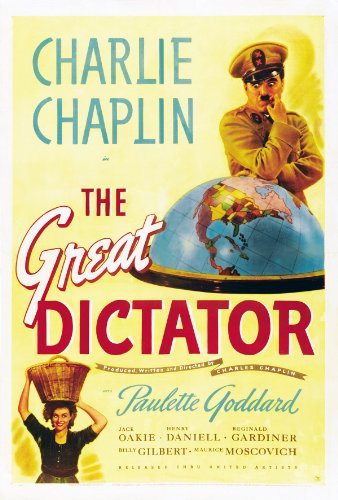 CHARLIE
CHAPLIN
in
THE
Great
DICTATOR
Produced, Written and Directed by CHARLES CHAPLIN
with
Paulette Goddard
JACK OAKIE · HENRY DANIELL · REGINALD GARDINER
BILLY GILBERT · MAURICE MOSCOVICH
RELEASED THRU UNITED ARTISTS